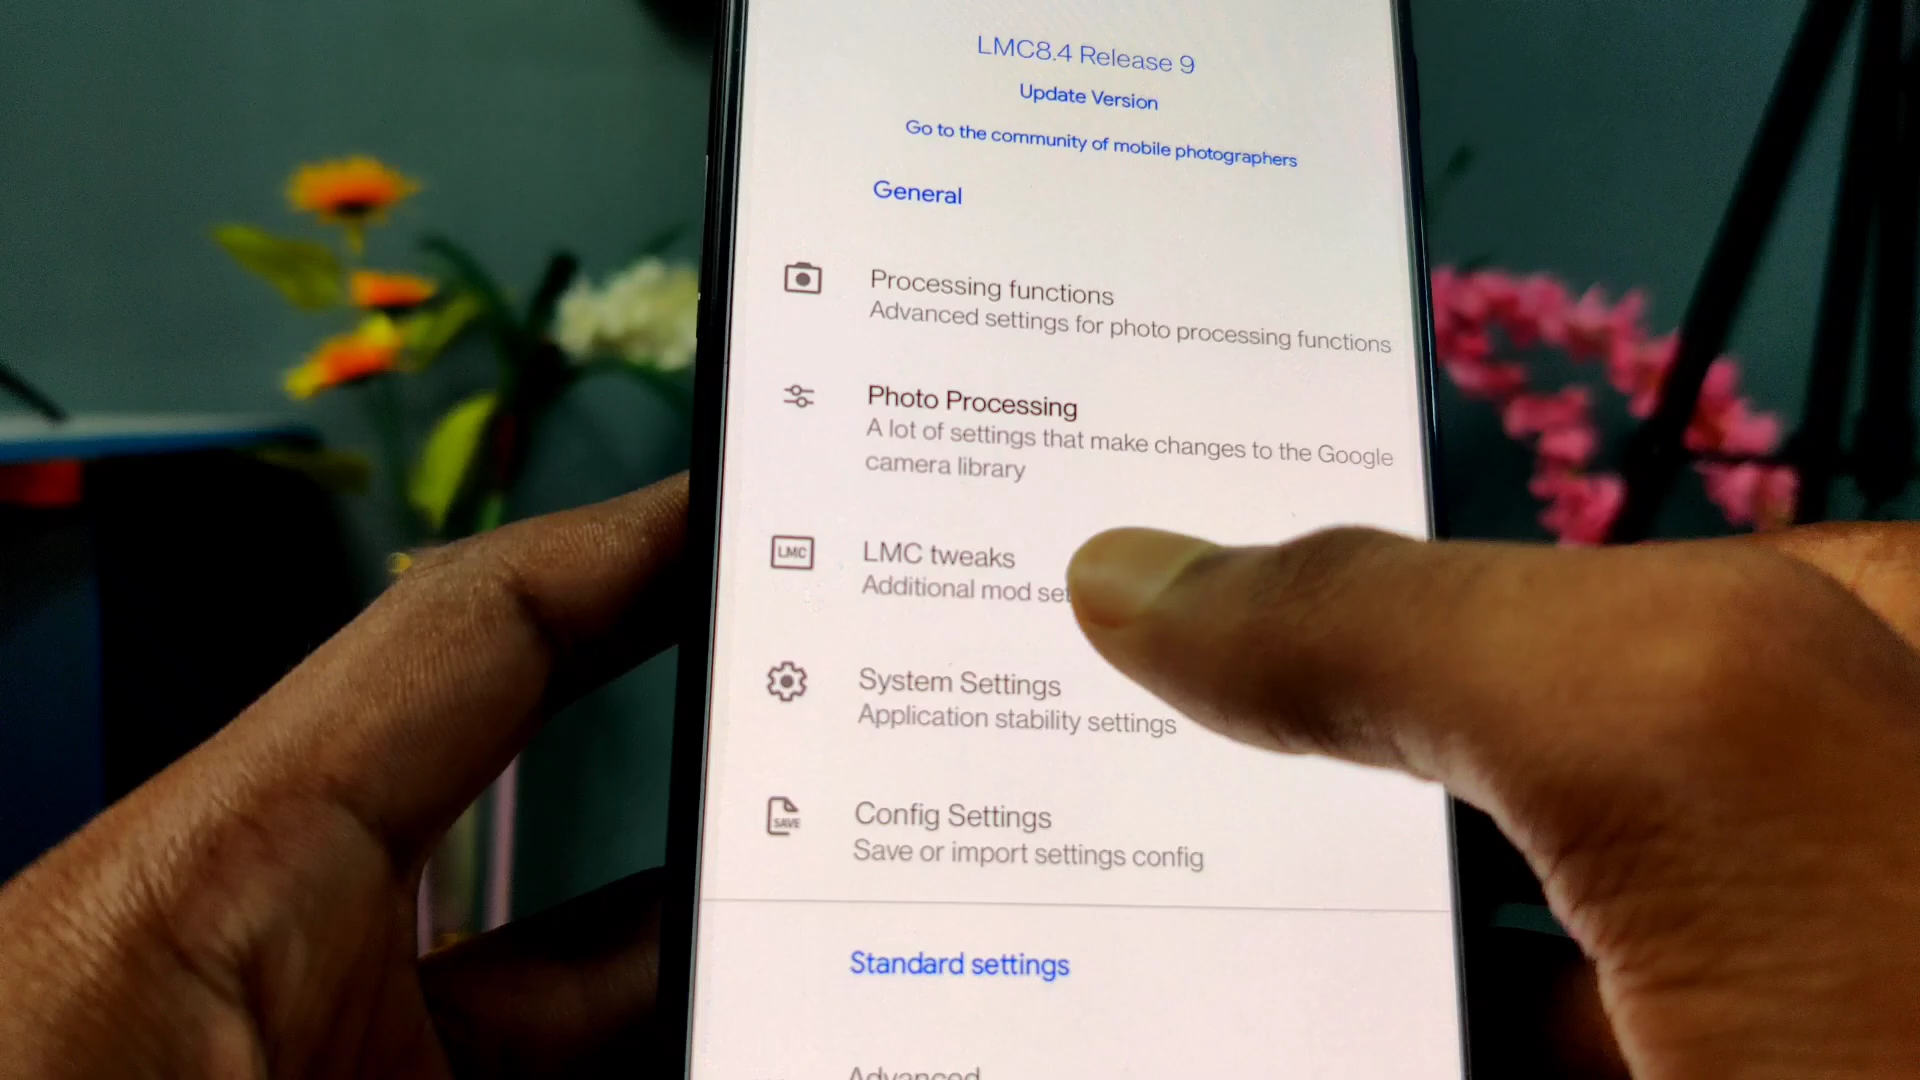 LMC8.4 Release 9
Update Version
Go to the community of mobile photographers
General
Processing functions
Advanced settings for photo processing functions
Photo Processing
A lot of settings that make changes to the Google
camera library
LMC
LMC tweaks
Additional mod set
System Settings
Application stability settings
SAVE
Config Settings
Save or import settings config
Standard settings
Advanced